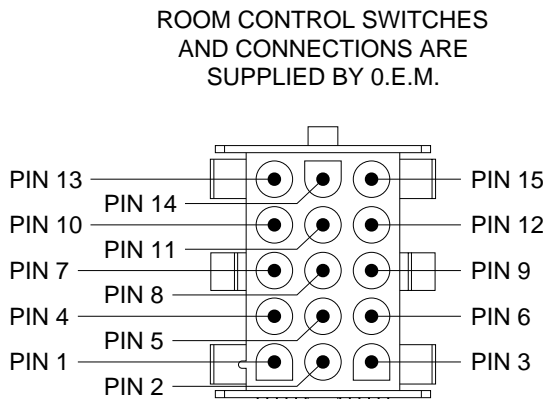 ROOM CONTROL SWITCHES
AND CONNECTIONS ARE
SUPPLIED BY 0.E.M.
PIN 13
PIN 15
PIN 14
PIN 10
PIN 12
PIN 11
PIN 7
PIN 9
PIN 8
PIN 4
PIN 6
PIN 5
PIN 1
PIN 3
PIN 2